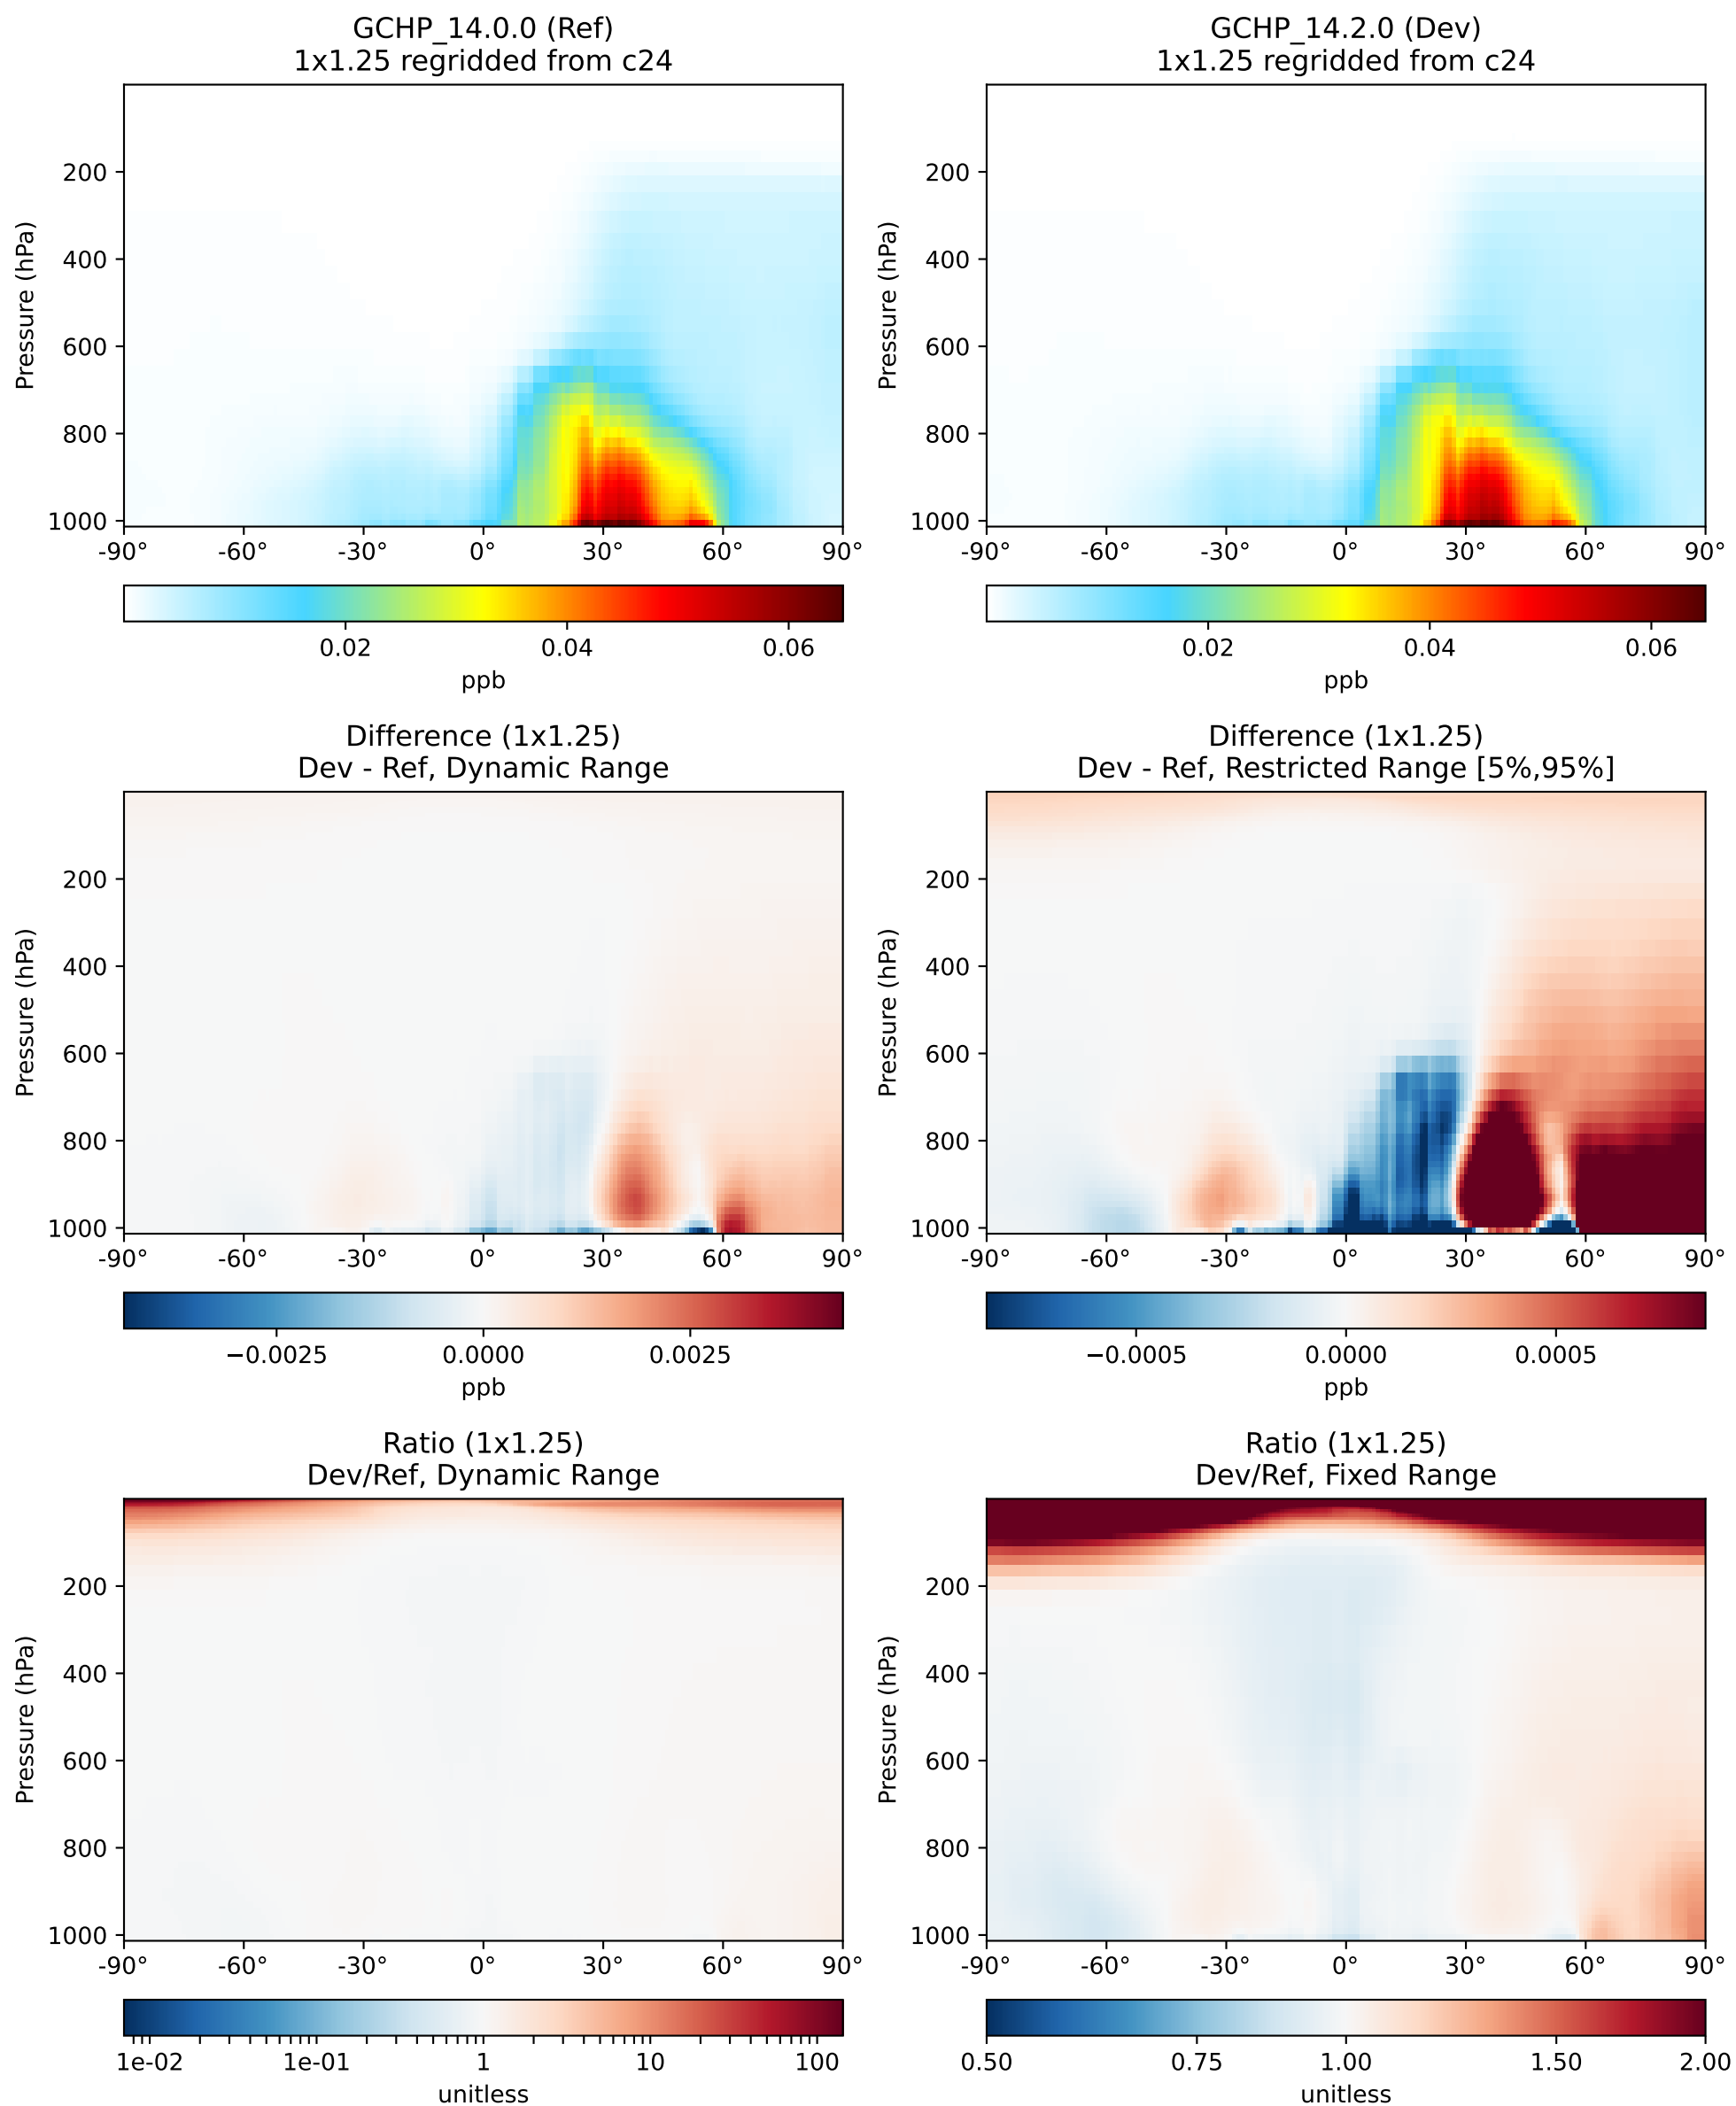 GCHP_14.0.0 (Ref)
1x1.25 regridded from c24
Pressure (hPa)
200
400
600
800
1000
-90° -60° -30° 0° 30° 60° 90°
0.02 0.04 0.06
ppb
GCHP_14.2.0 (Dev)
1x1.25 regridded from c24
Pressure (hPa)
200
400
600
800
1000
-90° -60° -30° 0° 30° 60° 90°
0.02 0.04 0.06
ppb
Difference (1x1.25)
Dev - Ref, Dynamic Range
Pressure (hPa)
200
400
600
800
1000
-90° -60° -30° 0° 30° 60° 90°
−0.0025 0.0000 0.0025
ppb
Difference (1x1.25)
Dev - Ref, Restricted Range [5%,95%]
Pressure (hPa)
200
400
600
800
1000
-90° -60° -30° 0° 30° 60° 90°
−0.0005 0.0000 0.0005
ppb
Ratio (1x1.25)
Dev/Ref, Dynamic Range
Pressure (hPa)
200
400
600
800
1000
-90° -60° -30° 0° 30° 60° 90°
1e-02 1e-01 1 10 100
unitless
Ratio (1x1.25)
Dev/Ref, Fixed Range
Pressure (hPa)
200
400
600
800
1000
-90° -60° -30° 0° 30° 60° 90°
0.50 0.75 1.00 1.50 2.00
unitless